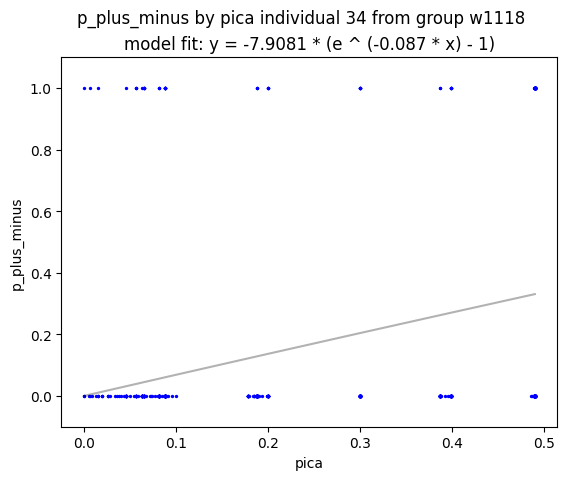 p_plus_minus by pica individual 34 from group w1118
model fit: y = -7.9081 * (e ^ (-0.087 * x) - 1)
1.0
0.8
0.6
0.4
0.2
0.0
p_plus_minus
0.0 0.1 0.2 0.3 0.4 0.5
pica